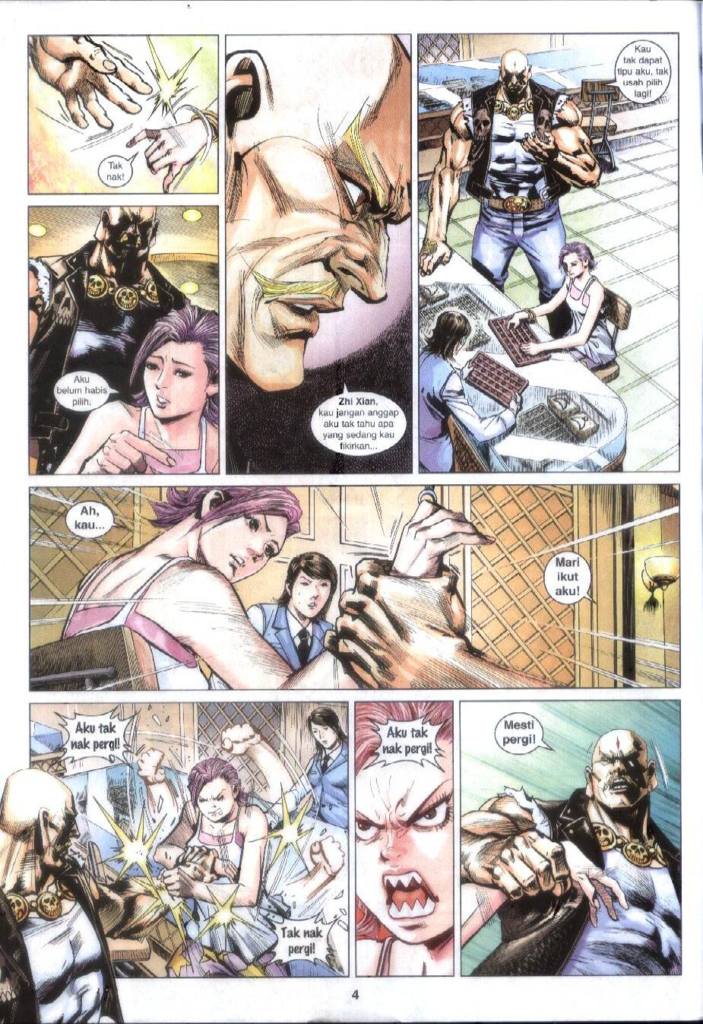 Tak
nak!
Aku
belum habis
pilih.
Zhi Xian,
kau jangan anggap
aku tak tahu apa
yang sedang kau
fikirkan...
Kau
tak dapat
tipu aku, tak
usah pilih
lagi!
Ah,
kau...
Mari
ikut
aku!
Aku tak
nak pergi!
Tak nak
pergi!
Aku tak
nak pergi!
Mesti
pergi!
4